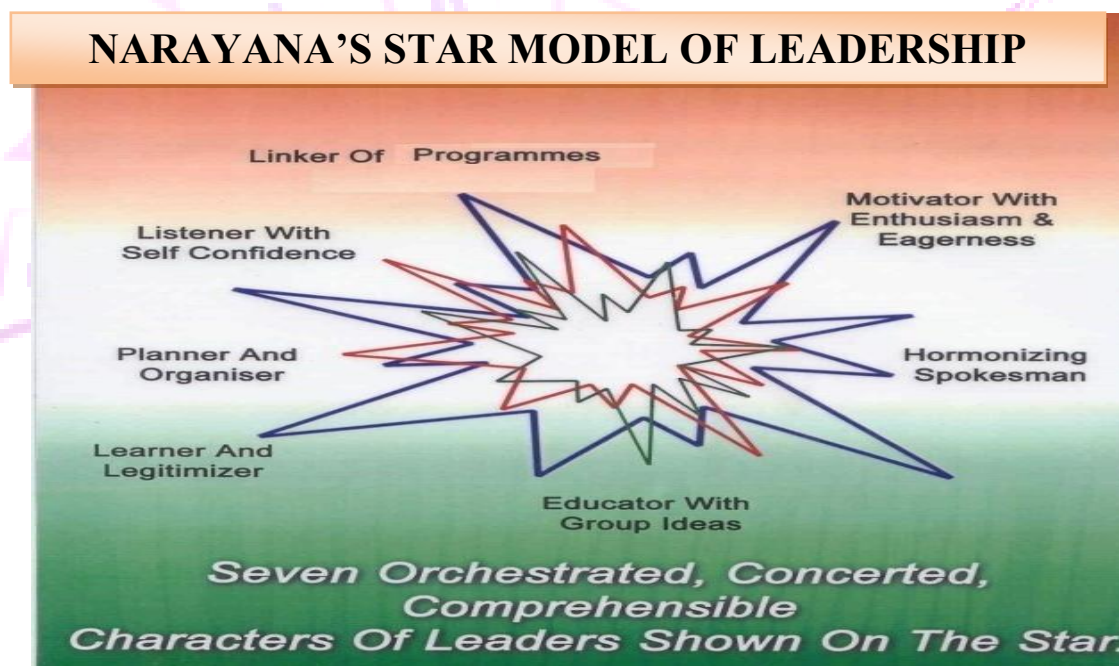 NARAYANA’S STAR MODEL OF LEADERSHIP
Linker Of Programmes
Motivator With
Enthusiasm &
Eagerness
Listener With
Self Confidence
Planner And
Organiser
Hormonizing
Spokesman
Learner And
Legitimizer
Educator With
Group Ideas
Seven Orchestrated, Concerted,
Comprehensible
Characters Of Leaders Shown On The Star